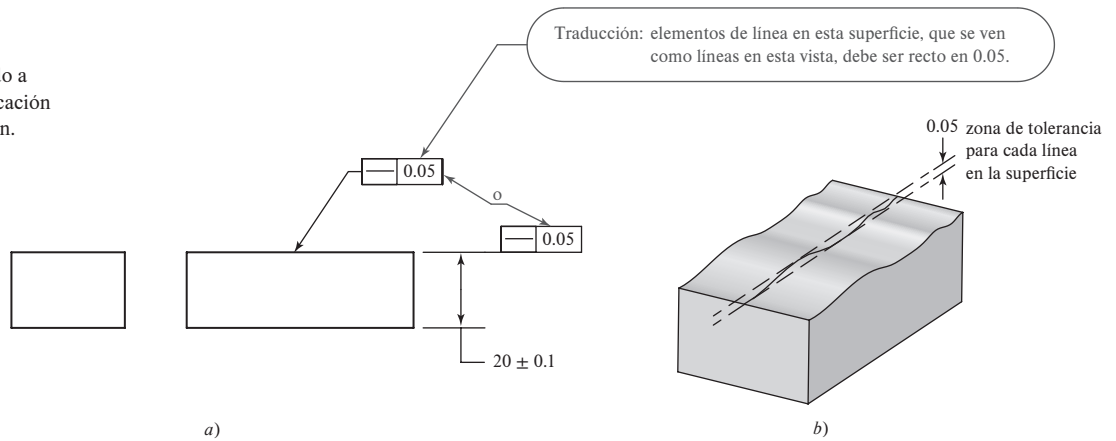 Traducción: elementos de línea en esta superficie, que se ven
como líneas en esta vista, debe ser recto en 0.05.
a
cación
n.
0.05
o
0.05
20 ± 0.1
a)
0.05 zona de tolerancia
para cada línea
en la superficie
b)